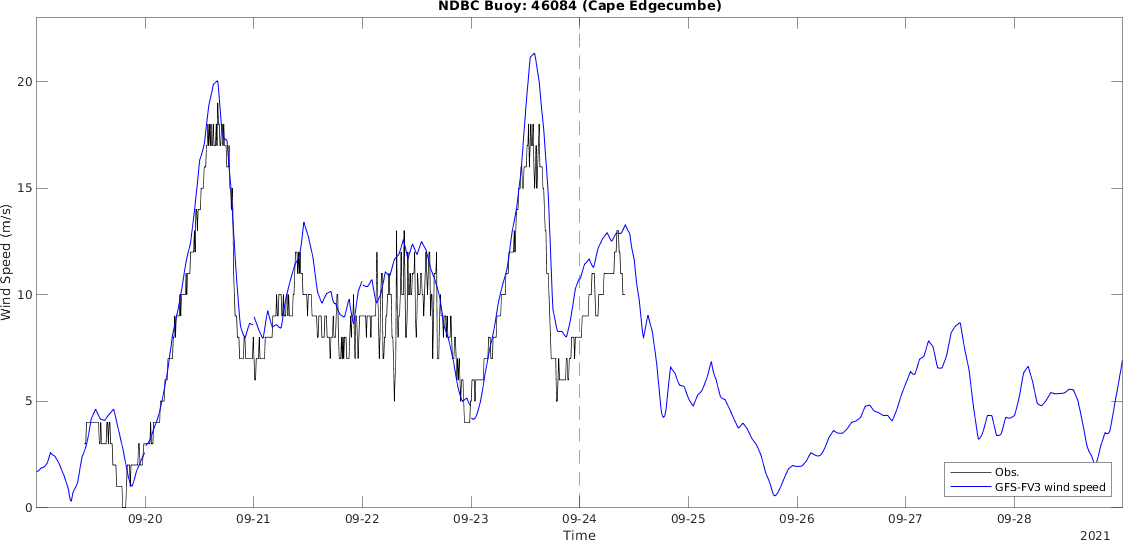 NDBC Buoy: 46084 (Cape Edgecumbe)
20
15
10
5
0
Wind Speed (m/s)
09-20 09-21 09-22 09-23 09-24 09-25 09-26 09-27 09-28
Time
2021
Obs.
GFS-FV3 wind speed